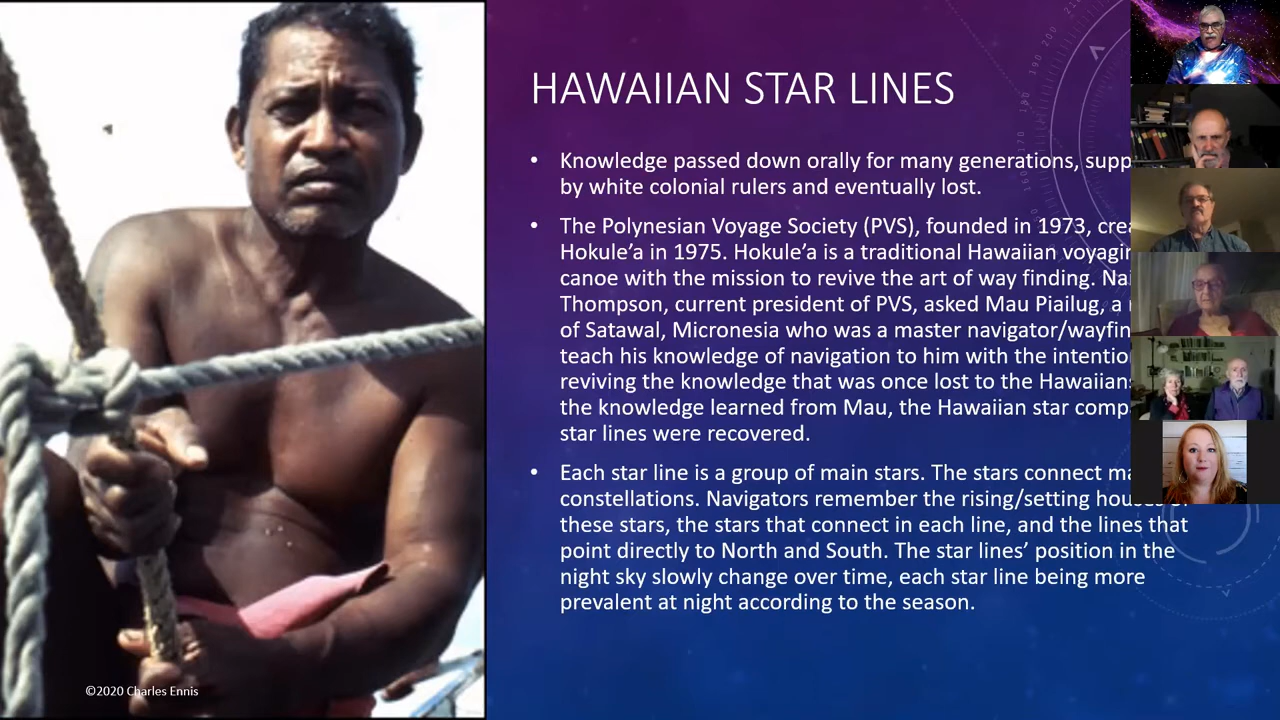 HAWAIIAN STAR LINES
• Knowledge passed down orally for many generations,
by white colonial rulers and eventually lost.
• The Polynesian Voyage Society (PVS), founded in 1973,
Hokule'a in 1975. Hokule'a is a traditional Hawaiian
canoe with the mission to revive the art of way finding.
Thompson, current president of PVS, asked Mau Piailug, a
of Satawal, Micronesia who was a master
teach his knowledge of navigation to him with the
reviving the knowledge that was once lost to the
the knowledge learned from Mau, the Hawaiian star
star lines were recovered.
• Each star line is a group of main stars. The stars connect
constellations. Navigators remember the rising/setting
these stars, the stars that connect in each line, and the lines that
point directly to North and South. The star lines' position in the
night sky slowly change over time, each star line being more
prevalent at night according to the season.
©2020 Charles Ennis